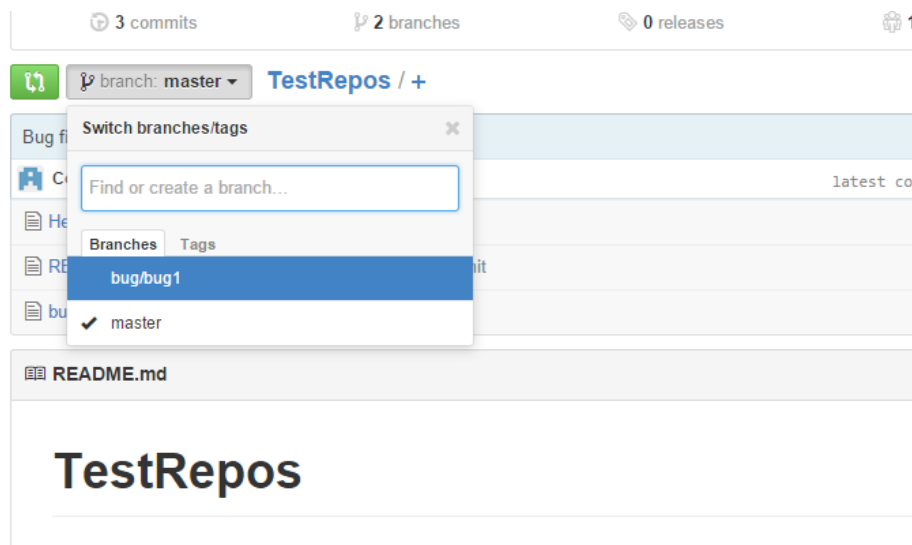 3 commits 2 branches 0 releases
branch: master TestRepos / +
Switch branches/tags
Bug
Find or create a branch...
latest
Branches Tags
bug/bug1
master
README.md
TestRepos